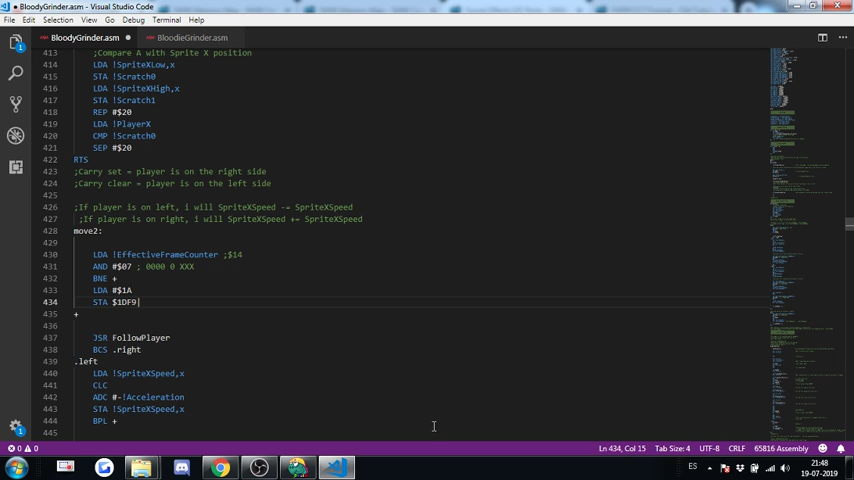 ● BloodyGrinder.asm - Visual Studio Code
File Edit Selection View Go Debug Terminal Help
BloodyGrinder.asm ● BloodieGrinder.asm
413 ;Compare A with Sprite X position
414 LDA !SpriteXLow,x
415 STA !Scratch0
416 LDA !SpriteXHigh,x
417 STA !Scratch1
418 REP #$20
419 LDA !PlayerX
420 CMP !Scratch0
421 SEP #$20
422 RTS
423 ;Carry set = player is on the right side
424 ;Carry clear = player is on the left side
425
426 ;If player is on left, i will SpriteXSpeed -= SpriteXSpeed
427 ;If player is on right, i will SpriteXSpeed += SpriteXSpeed
428 move2:
429
430 LDA !EffectiveFrameCounter ;$14
431 AND #$07 ; 0000 0 XXX
432 BNE +
433 LDA #$1A
434 STA $1DF9
435 +
436
437 JSR FollowPlayer
438 BCS .right
439 .left
440 LDA !SpriteXSpeed,x
441 CLC
442 ADC #-!Acceleration
443 STA !SpriteXSpeed,x
444 BPL +
445
0 0 Ln 434, Col 15 Tab Size: 4 UTF-8 CRLF 65816 Assembly
ES 21:48
19-07-2019